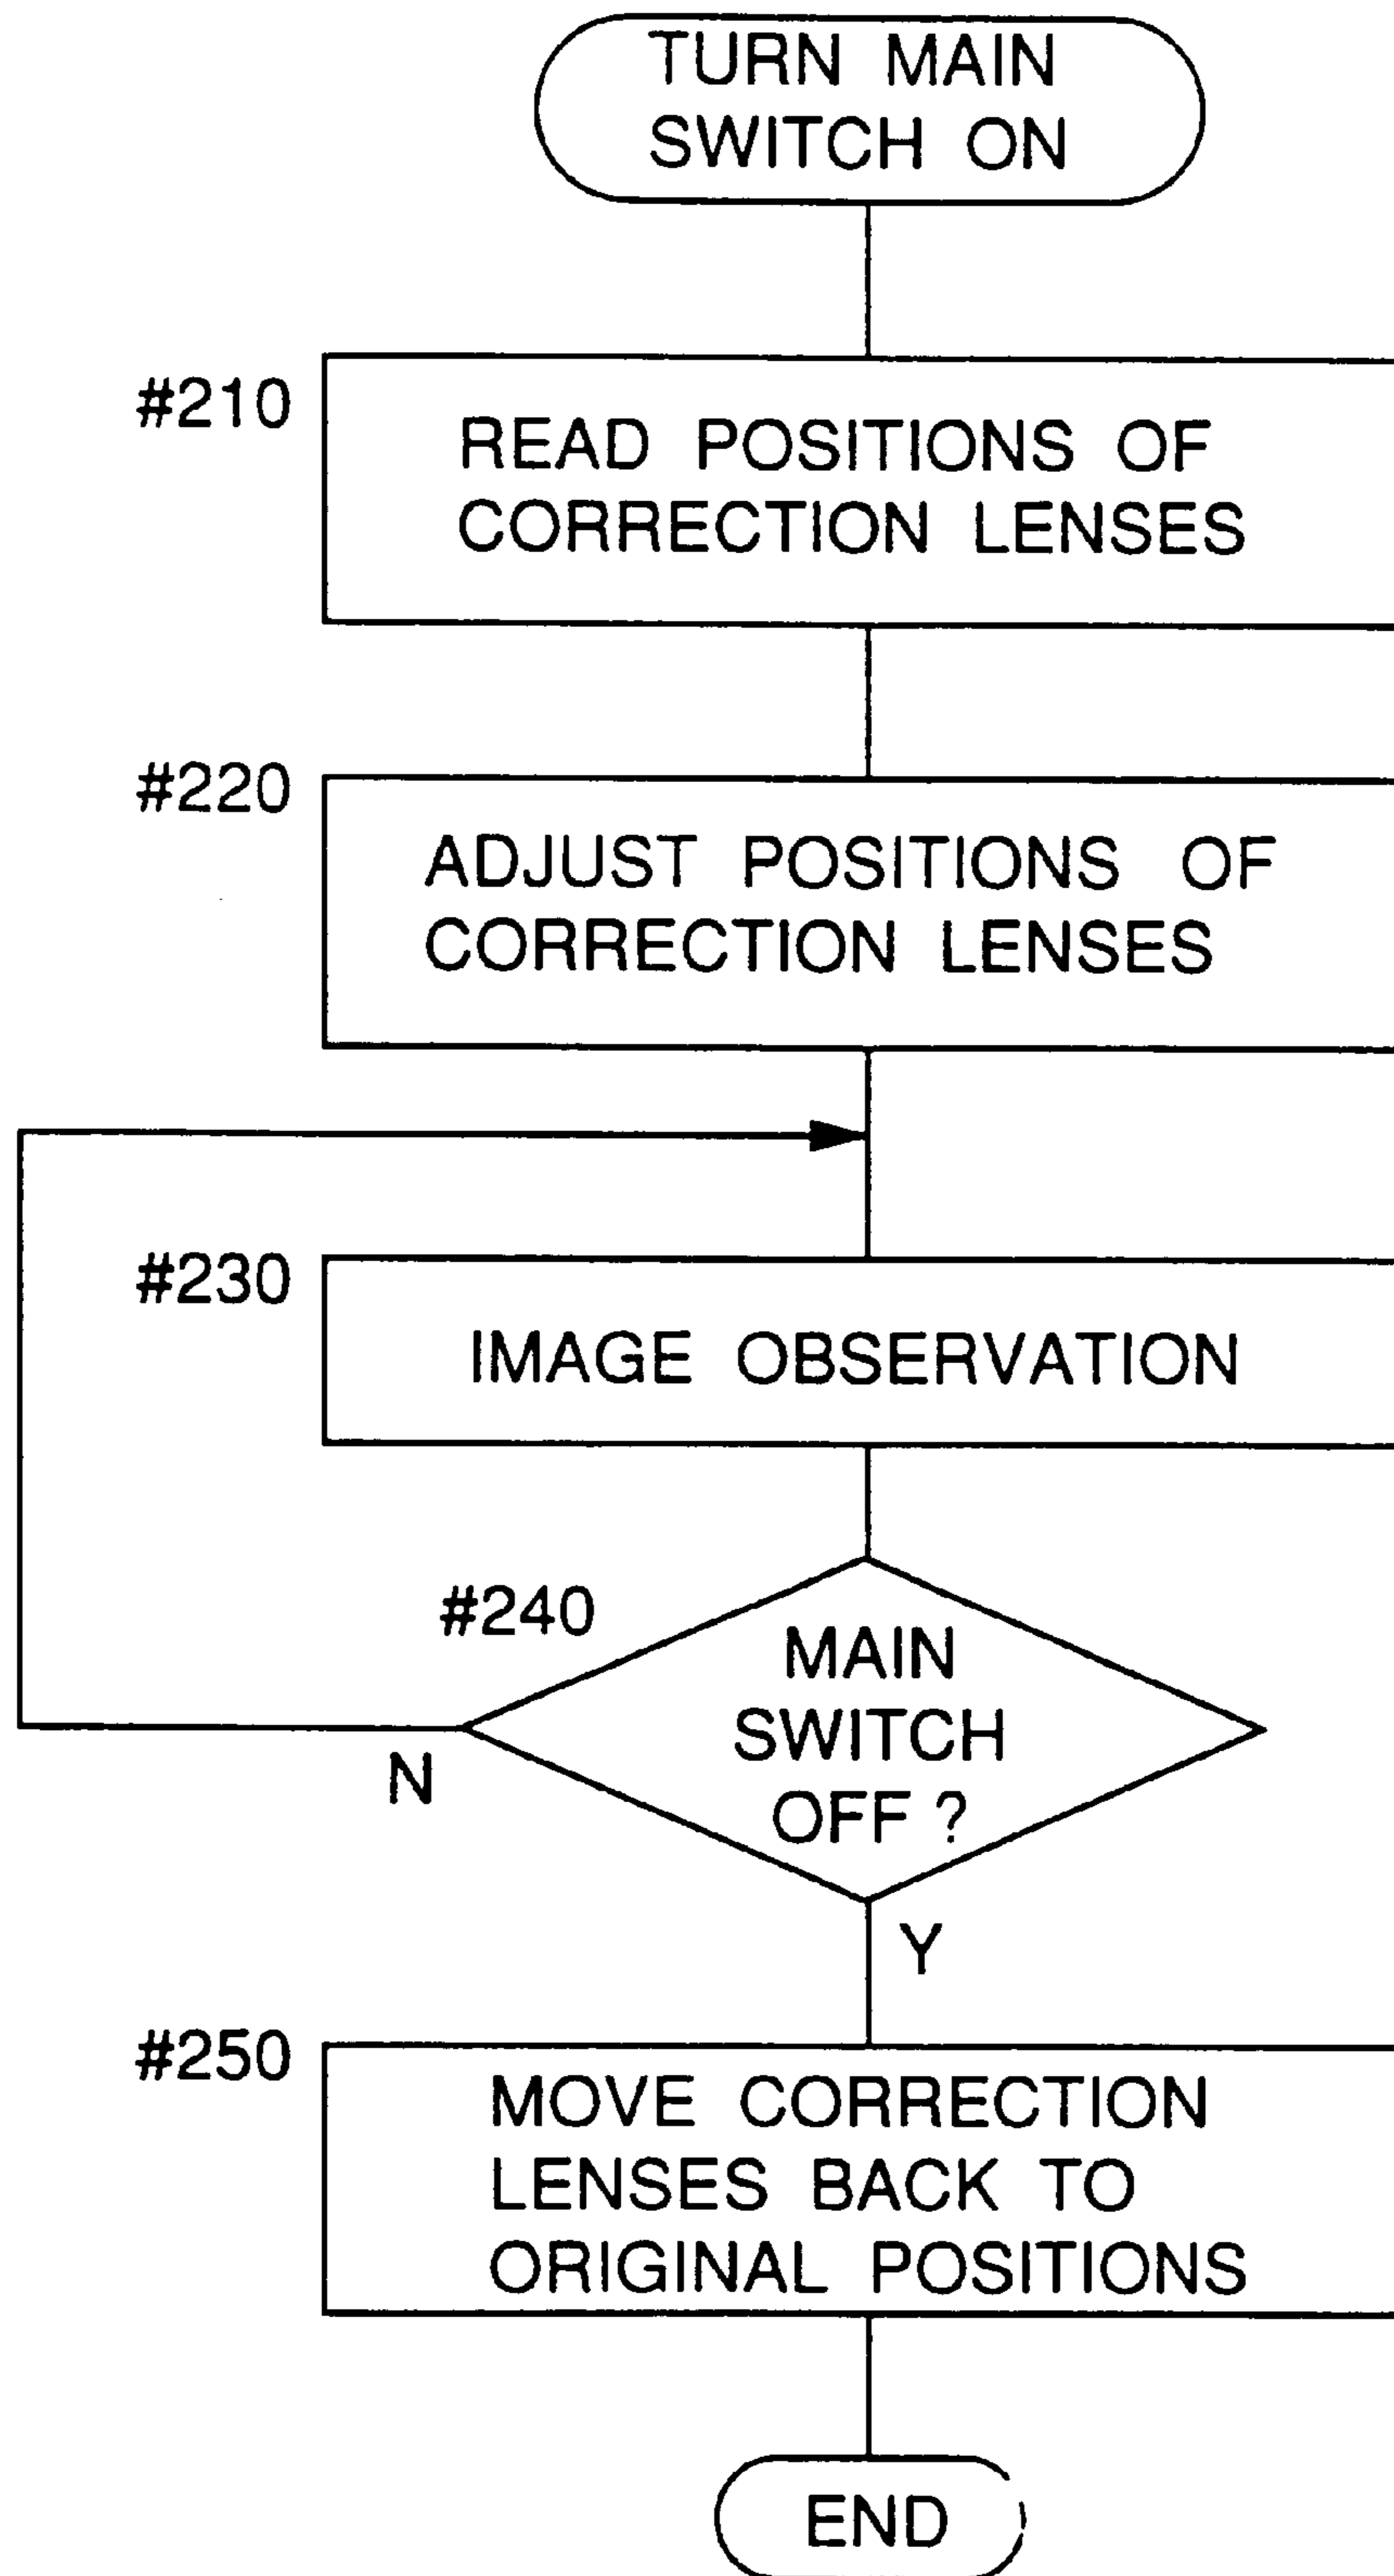 TURN MAIN
SWITCH ON
#210
READ POSITIONS OF
CORRECTION LENSES
#220
ADJUST POSITIONS OF
CORRECTION LENSES
#230
IMAGE OBSERVATION
#240
MAIN
SWITCH
OFF ?
N
Y
#250
MOVE CORRECTION
LENSES BACK TO
ORIGINAL POSITIONS
END